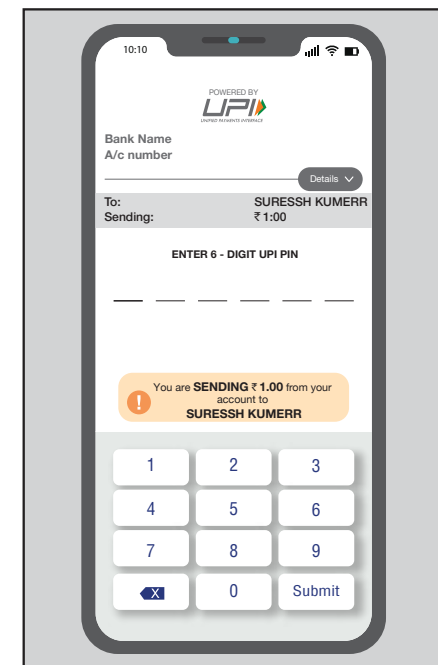 10:10
POWERED BY
UPI
UNIFIED PAYMENTS INTERFACE
Bank Name
A/c number
Details
To: SURESSH KUMERR
Sending: ₹ 1:00
ENTER 6 - DIGIT UPI PIN
! You are SENDING ₹ 1.00 from your
account to
SURESSH KUMERR
1 2 3
4 5 6
7 8 9
X 0 Submit